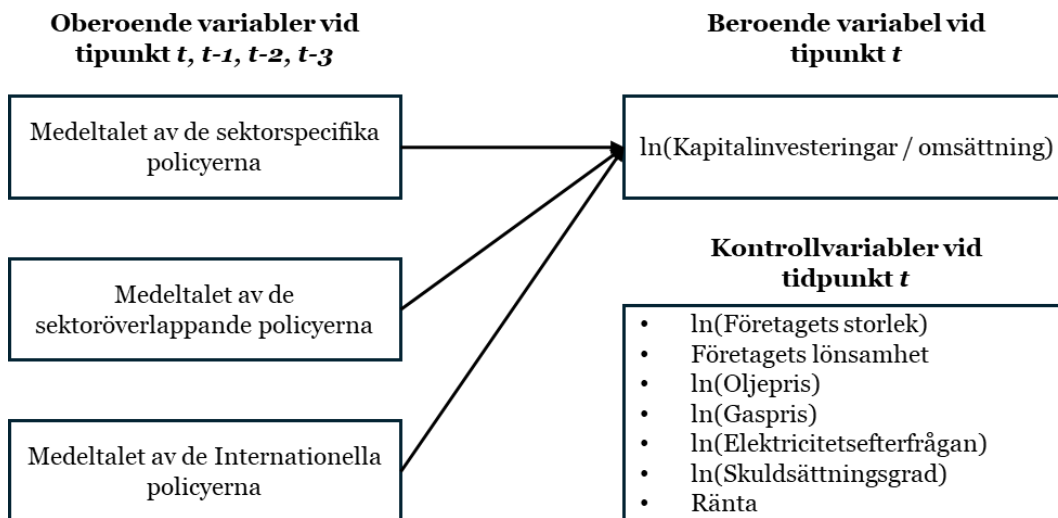 Oberoende variabler vid
tipunkt t, t-1, t-2, t-3
Medeltalet av de sektorspecifika
policyerna
Medeltalet av de
sektoröverlappande policyerna
Medeltalet av de Internationella
policyerna
Beroende variabel vid
tipunkt t
ln(Kapitalinvesteringar / omsättning)
Kontrollvariabler vid
tidpunkt t
• ln(Företagets storlek)
• Företagets lönsamhet
• ln(Oljepris)
• ln(Gaspris)
• ln(Elektricitetsefterfrågan)
• ln(Skuldsättningsgrad)
• Ränta